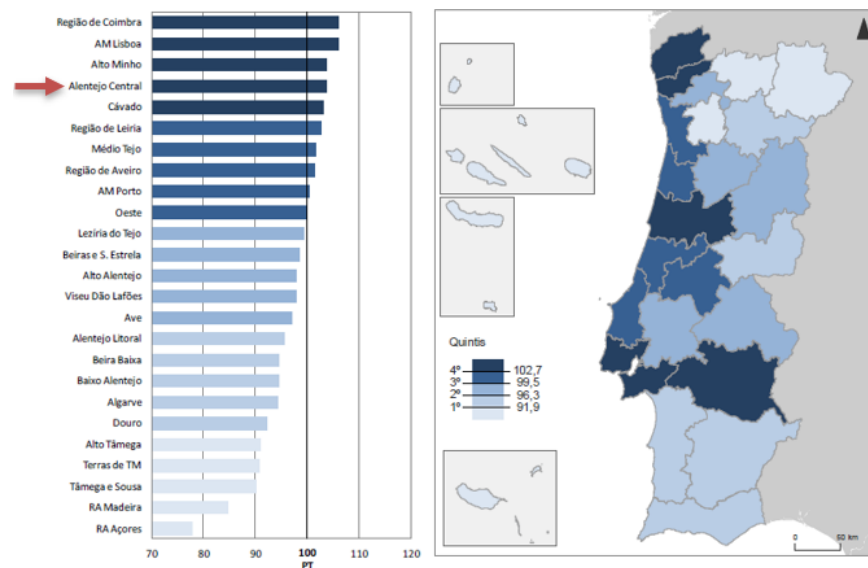 Região de Coimbra
AM Lisboa
Alto Minho
Alentejo Central
Cávado
Região de Leiria
Médio Tejo
Região de Aveiro
AM Porto
Oeste
Lezíria do Tejo
Beiras e S. Estrela
Alto Alentejo
Viseu Dão Lafões
Ave
Alentejo Litoral
Beira Baixa
Baixo Alentejo
Algarve
Douro
Alto Tâmega
Terras de TM
Tâmega e Sousa
RA Madeira
RA Açores
70 80 90 100 110 120
PT
Quintis
4º 102,7
3º 99,5
2º 96,3
1º 91,9
0 50 km